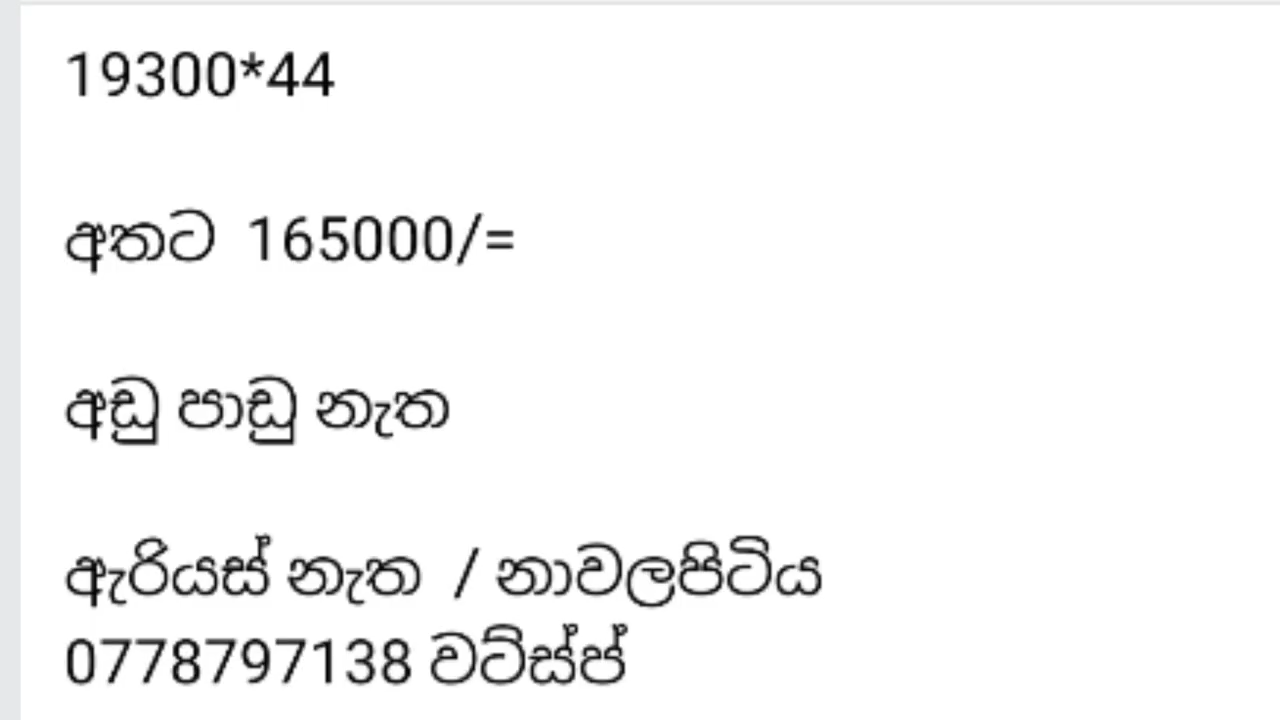 19300*44
අතට 165000/=
අඩු පාඩු නැත
ඇරියස් නැත / නාවලපිටිය
0778797138 වට්ස්ප්